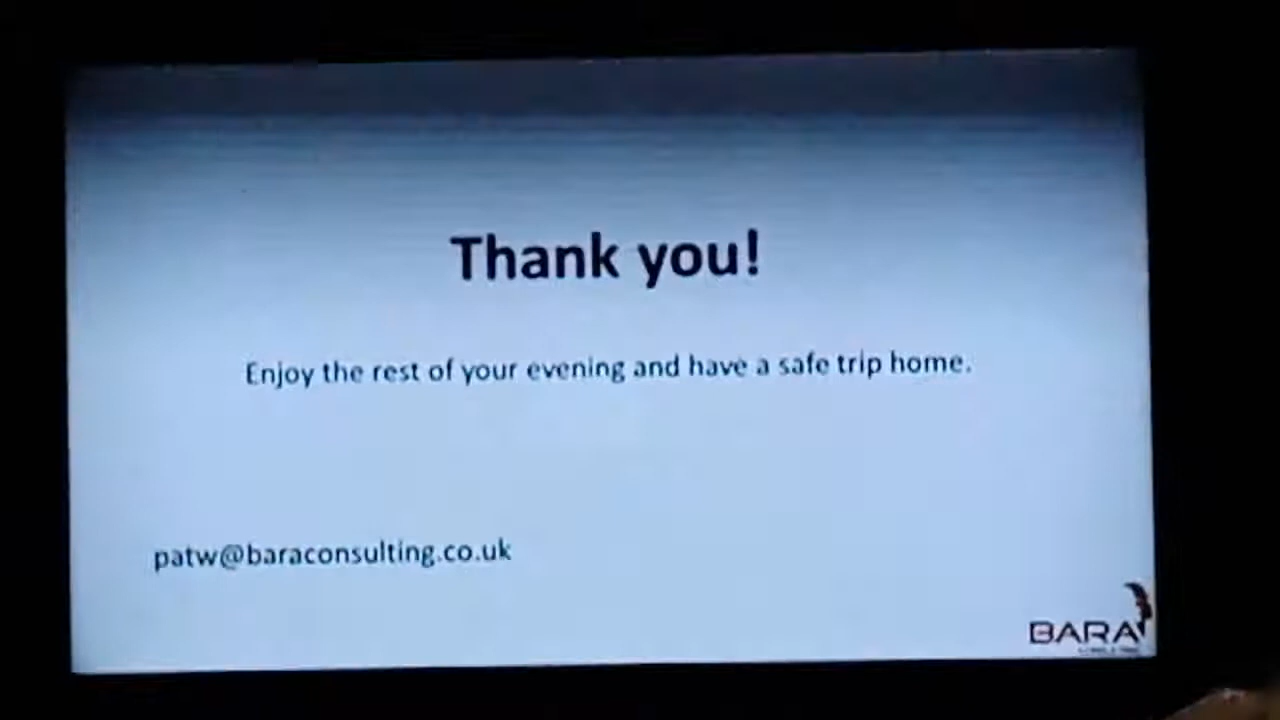 Thank you!
Enjoy the rest of your evening and have a safe trip home.
patw@baraconsulting.co.uk
BARA